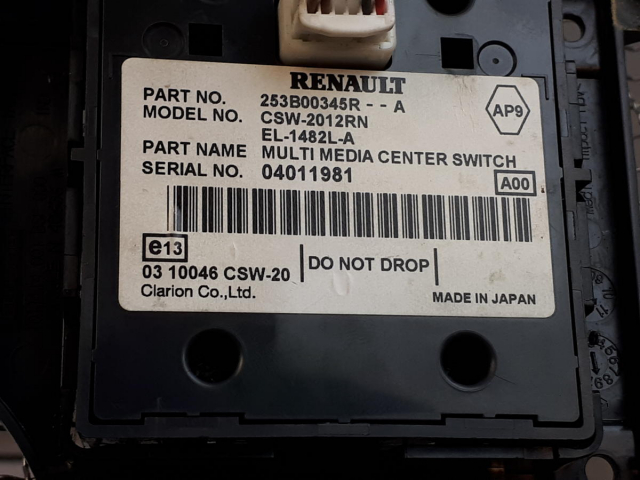 RENAULT
PART NO. 253B00345R - - A
MODEL NO. CSW-2012RN
EL-1482L-A
AP9
PART NAME MULTI MEDIA CENTER SWITCH
SERIAL NO. 04011981
A00
e13
03 10046 CSW-20
DO NOT DROP
Clarion Co.,Ltd.
MADE IN JAPAN